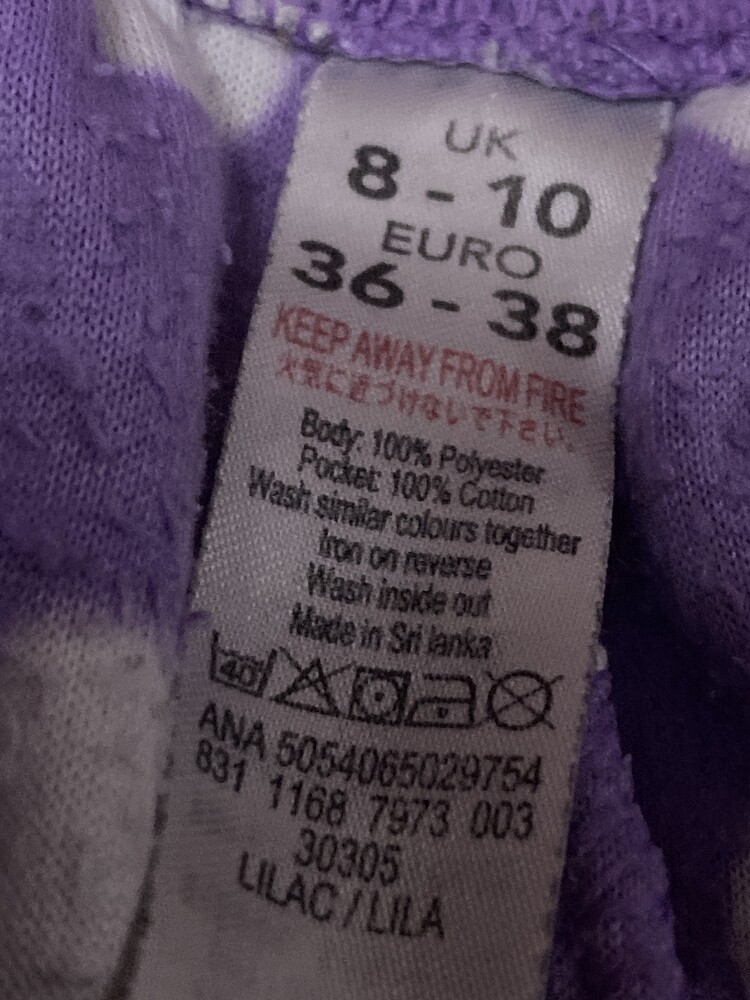 UK
8 - 10
EURO
36 - 38
KEEP AWAY FROM FIRE
火気に近づけないで下さい。
Body: 100% Polyester
Pocket: 100% Cotton
Wash similar colours together
Iron on reverse
Wash inside out
Made in Sri lanka
40
ANA 5054065029754
831 1168 7973 003
30305
LILAC / LILA